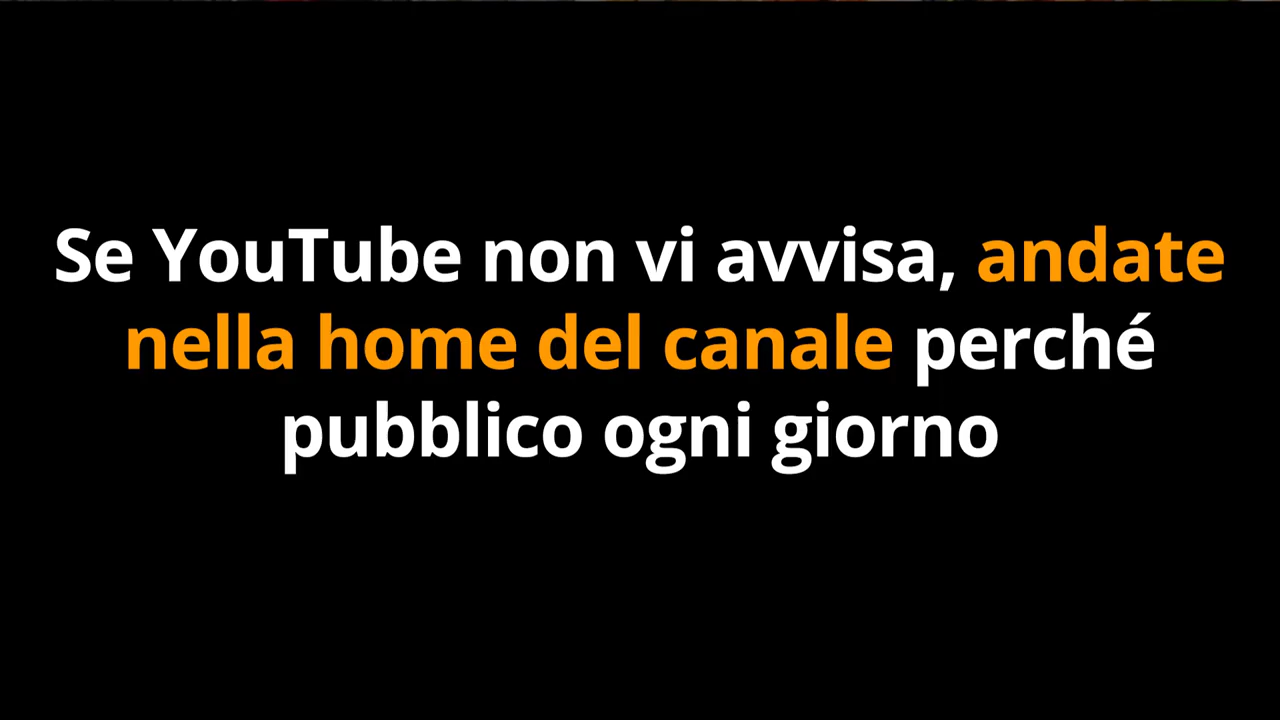 Se YouTube non vi avvisa, andate
nella home del canale perché
pubblico ogni giorno